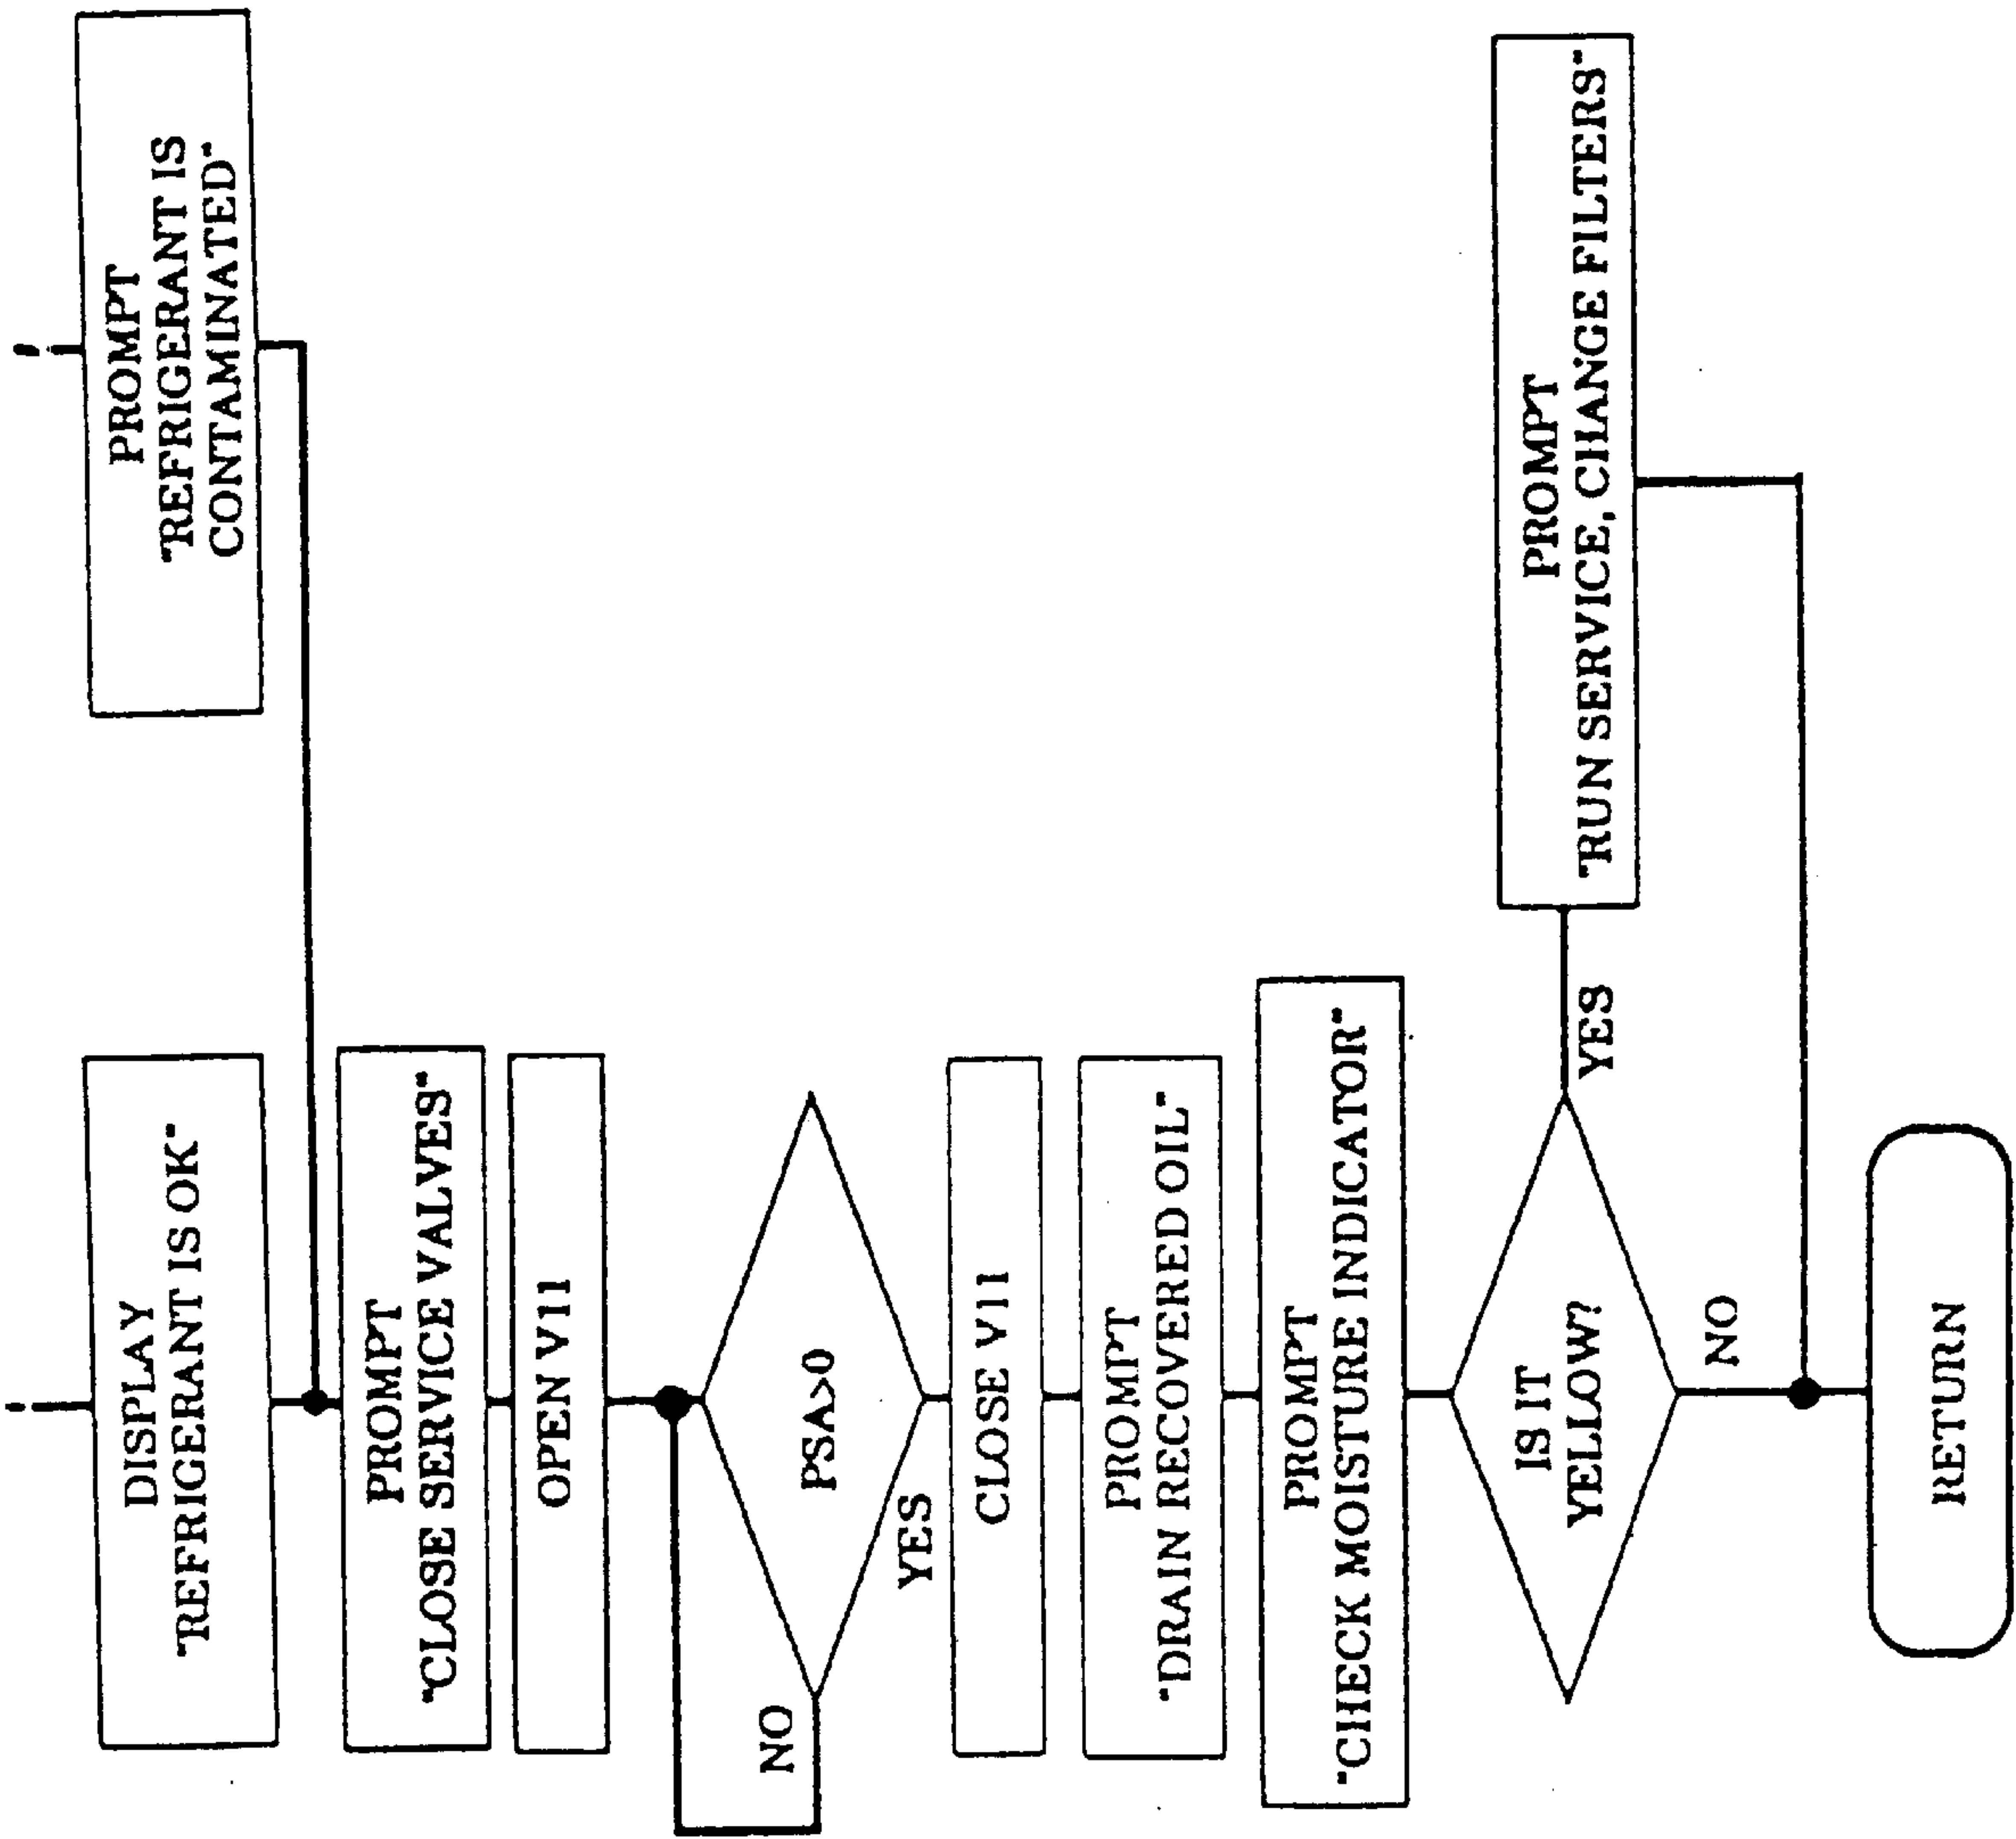 DISPLAY
"REFRIGERANT IS OK"
PROMPT
"REFRIGERANT IS
CONTAMINATED"
PROMPT
"CLOSE SERVICE VALVES"
OPEN V11
PSA>0
NO
YES
CLOSE V11
PROMPT
"DRAIN RECOVERED OIL"
PROMPT
"CHECK MOISTURE INDICATOR"
IS IT
YELLOW?
YES
PROMPT
"RUN SERVICE, CHANGE FILTERS"
NO
RETURN